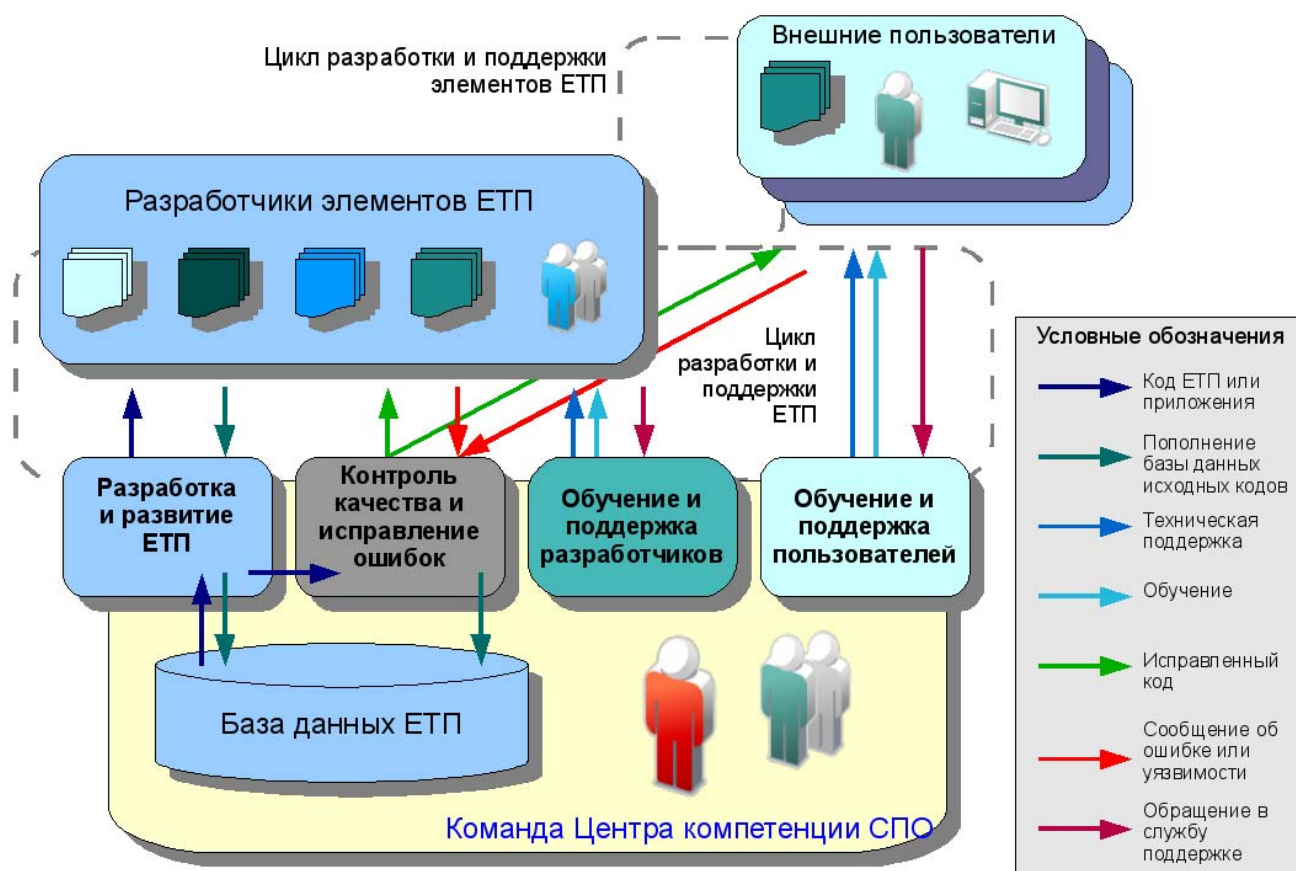 Цикл разработки и поддержки
элементов ЕТП
Внешние пользователи
Разработчики элементов ЕТП
Цикл
разработки и
поддержки
ЕТП
Разработка
и развитие
ЕТП
Контроль
качества и
исправление
ошибок
Обучение и
поддержка
разработчиков
Обучение и
поддержка
пользователей
База данных ЕТП
Команда Центра компетенции СПО
Условные обозначения
Код ЕТП или
приложения
Пополнение
базы данных
исходных кодов
Техническая
поддержка
Обучение
Исправленный
код
Сообщение об
ошибке или
уязвимости
Обращение в
службу
поддержке